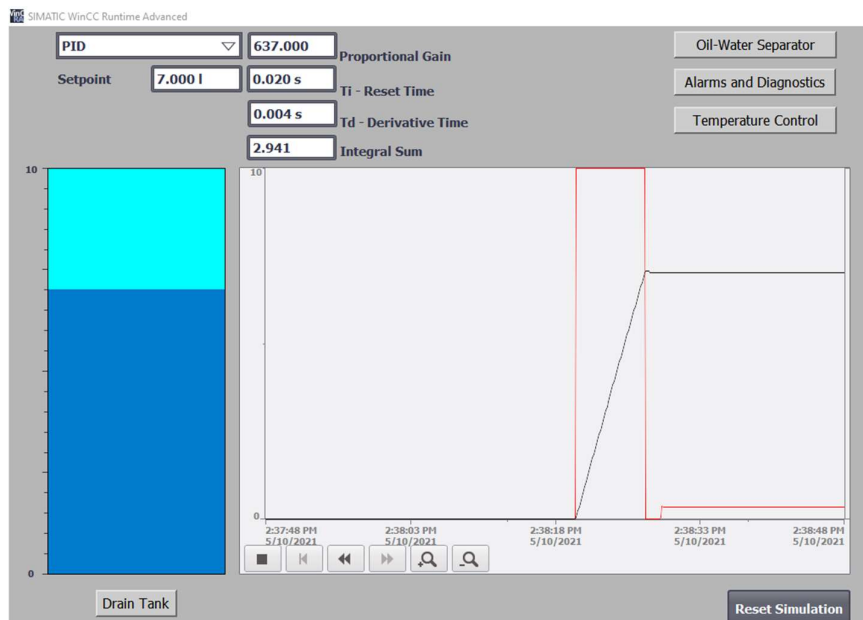 SIMATIC WinCC Runtime Advanced
PID
637.000
Proportional Gain
Oil-Water Separator
Setpoint
7.000 l
0.020 s
Ti - Reset Time
Alarms and Diagnostics
0.004 s
Td - Derivative Time
Temperature Control
2.941
Integral Sum
10
10
0
2:37:48 PM
5/10/2021
2:38:03 PM
5/10/2021
2:38:18 PM
5/10/2021
2:38:33 PM
5/10/2021
2:38:48 PM
5/10/2021
0
Drain Tank
Reset Simulation